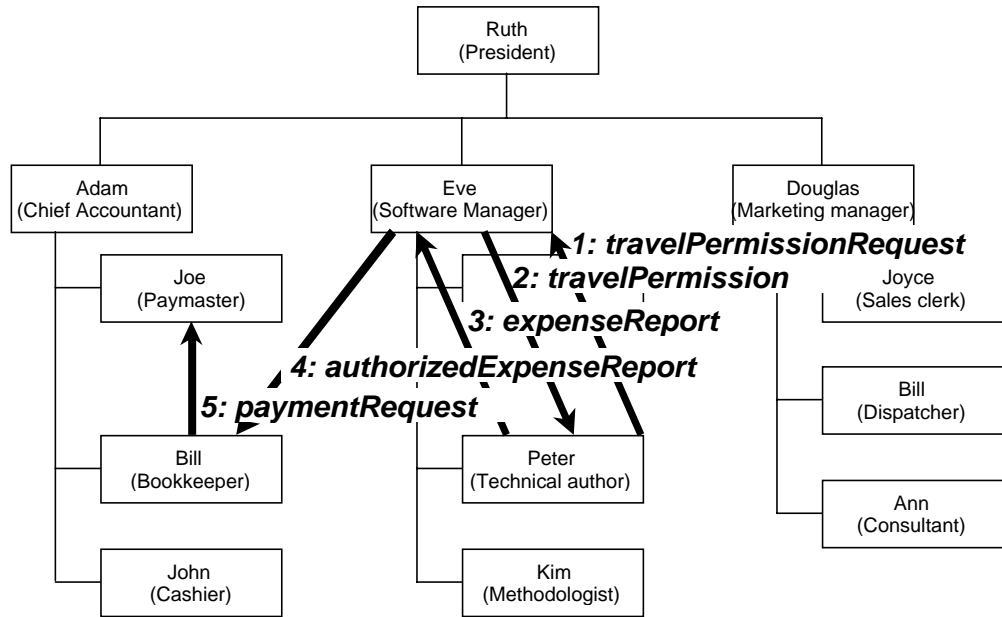 Ruth
(President)
Adam
(Chief Accountant)
Eve
(Software Manager)
Douglas
(Marketing manager)
1: travelPermissionRequest
2: travelPermission
Joe
(Paymaster)
Joyce
(Sales clerk)
3: expenseReport
4: authorizedExpenseReport
5: paymentRequest
Bill
(Dispatcher)
Bill
(Bookkeeper)
Peter
(Technical author)
Ann
(Consultant)
John
(Cashier)
Kim
(Methodologist)